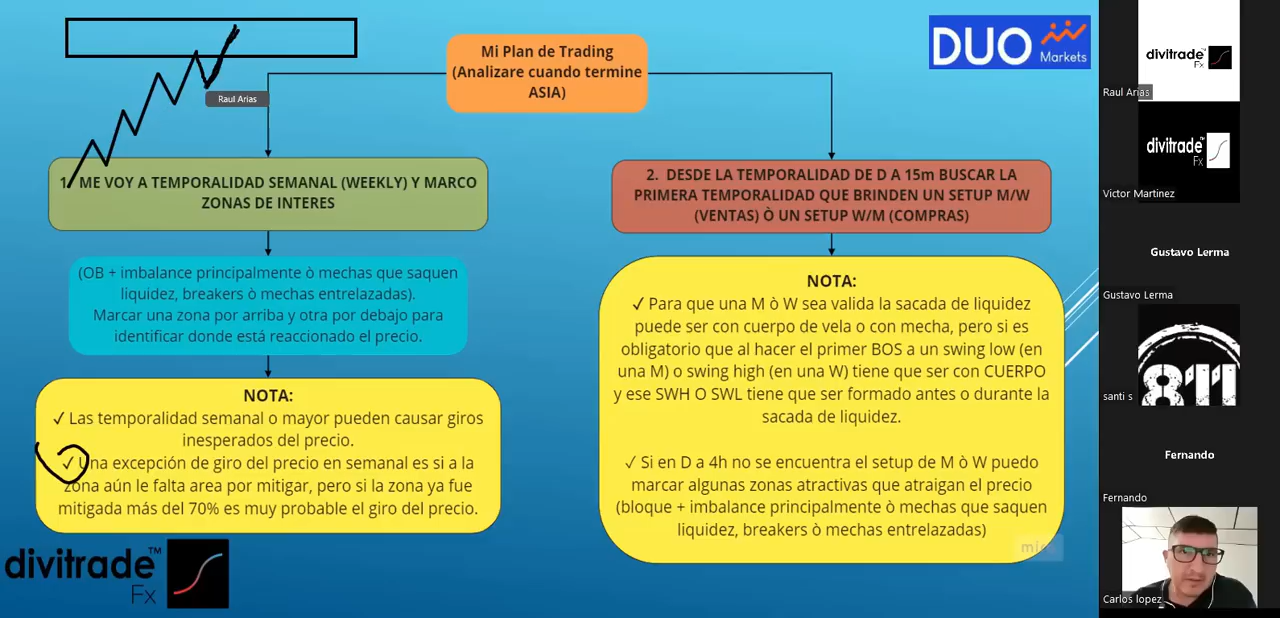 Mi Plan de Trading
(Analizare cuando termine
ASIA)
DUO
Markets
Raul Arias
1. ME VOY A TEMPORALIDAD SEMANAL (WEEKLY) Y MARCO
ZONAS DE INTERES
(OB + imbalance principalmente ò mechas que saquen
liquidez, breakers ò mechas entrelazadas).
Marcar una zona por arriba y otra por debajo para
identificar donde está reaccionado el precio.
NOTA:
✓ Las temporalidad semanal o mayor pueden causar giros
inesperados del precio.
✓ Una excepción de giro del precio en semanal es si a la
zona aún le falta area por mitigar, pero si la zona ya fue
mitigada más del 70% es muy probable el giro del precio.
divitrade™
Fx
2. DESDE LA TEMPORALIDAD DE D A 15m BUSCAR LA
PRIMERA TEMPORALIDAD QUE BRINDEN UN SETUP M/W
(VENTAS) Ò UN SETUP W/M (COMPRAS)
NOTA:
✓ Para que una M ò W sea valida la sacada de liquidez
puede ser con cuerpo de vela o con mecha, pero si es
obligatorio que al hacer el primer BOS a un swing low (en
una M) o swing high (en una W) tiene que ser con CUERPO
y ese SWH O SWL tiene que ser formado antes o durante la
sacada de liquidez.
✓ Si en D a 4h no se encuentra el setup de M ò W puedo
marcar algunas zonas atractivas que atraigan el precio
(bloque + imbalance principalmente ò mechas que saquen
liquidez, breakers ò mechas entrelazadas)
divitrade
Fx
Raul Arias
divitrade
Fx
Victor Martinez
Gustavo Lerma
Gustavo Lerma
811
santi s
Fernando
Fernando
Carlos lopez